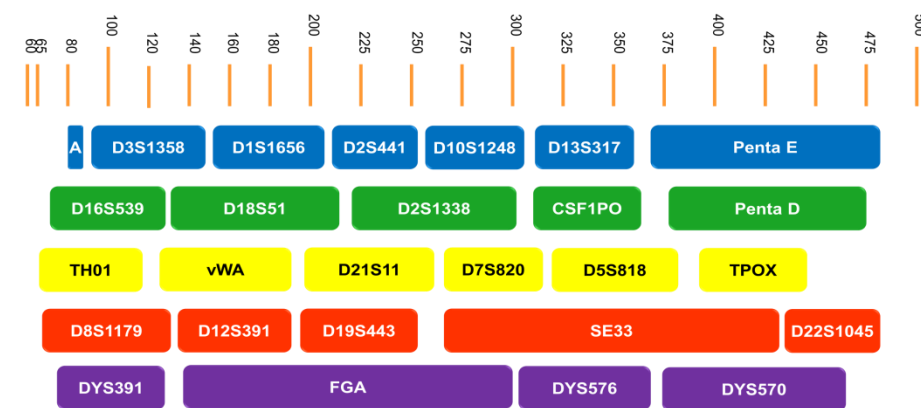 60 65 80 100 120 140 160 180 200 225 250 275 300 325 350 375 400 425 450 475 500
A D3S1358 D1S1656 D2S441 D10S1248 D13S317 Penta E
D16S539 D18S51 D2S1338 CSF1PO Penta D
TH01 vWA D21S11 D7S820 D5S818 TPOX
D8S1179 D12S391 D19S443 SE33 D22S1045
DYS391 FGA DYS576 DYS570